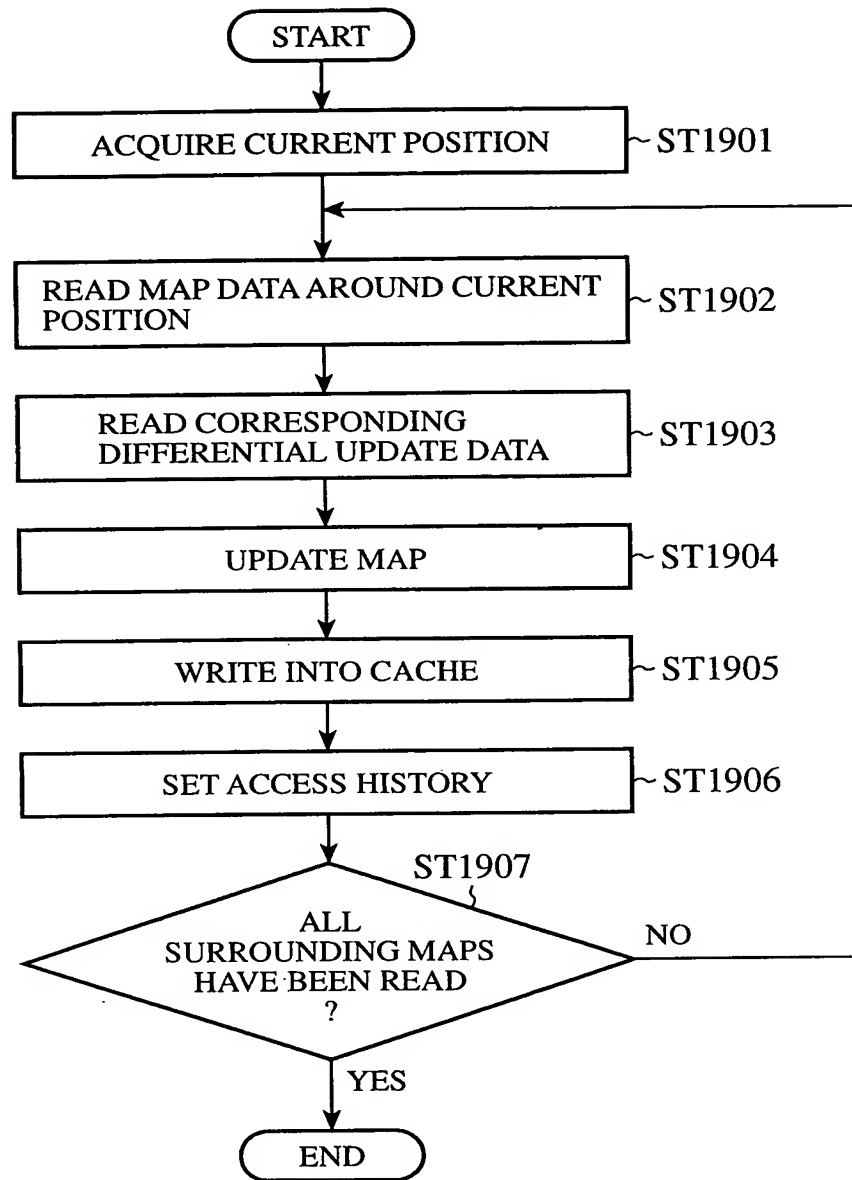 START
ACQUIRE CURRENT POSITION
ST1901
READ MAP DATA AROUND CURRENT
POSITION
ST1902
READ CORRESPONDING
DIFFERENTIAL UPDATE DATA
ST1903
UPDATE MAP
ST1904
WRITE INTO CACHE
ST1905
SET ACCESS HISTORY
ST1906
ST1907
ALL
SURROUNDING MAPS
HAVE BEEN READ
?
NO
YES
END